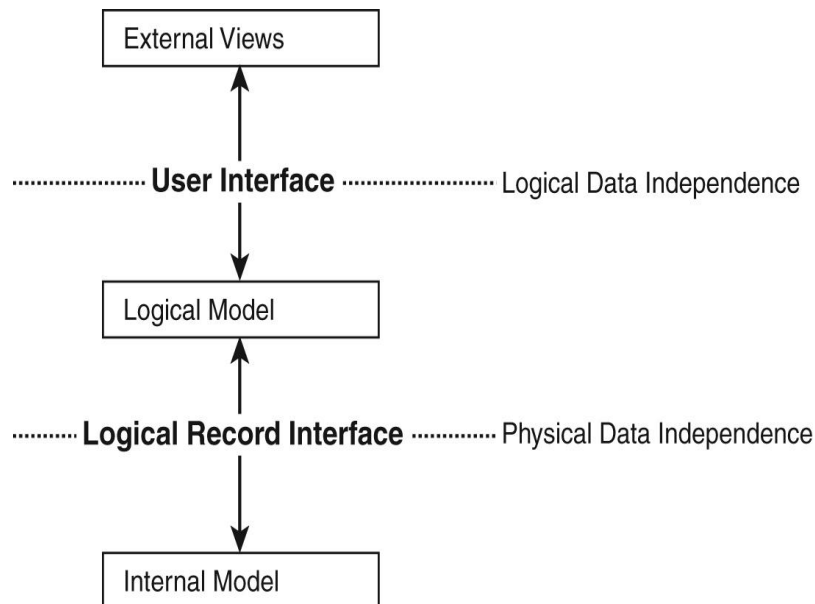 External Views
User Interface
Logical Data Independence
Logical Model
Logical Record Interface
Physical Data Independence
Internal Model